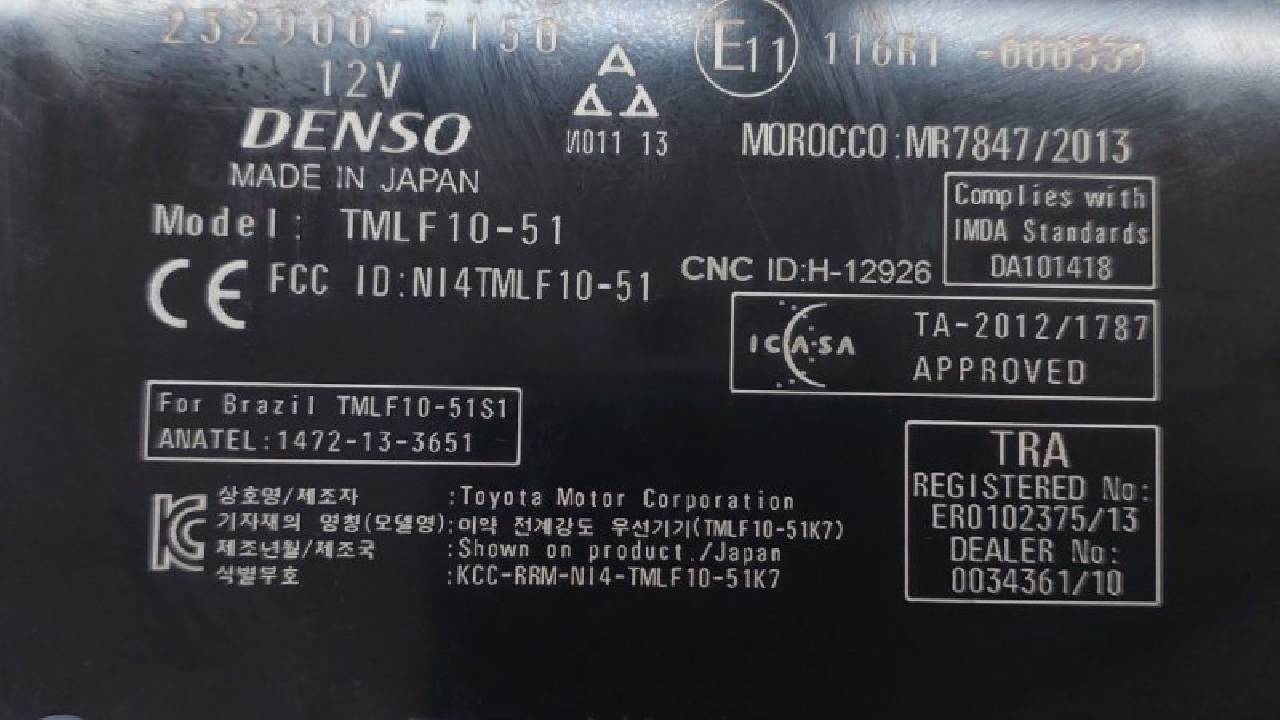 232900-7150
12V
DENSO
MADE IN JAPAN
Model: TMLF10-51
CE FCC ID:NI4TMLF10-51
И011 13
E11 116R1 -000339
MOROCCO:MR7847/2013
Complies with
IMDA Standards
DA101418
CNC ID:H-12926
ICASA
TA-2012/1787
APPROVED
For Brazil TMLF10-51S1
ANATEL:1472-13-3651
TRA
REGISTERED No:
ER0102375/13
DEALER No:
0034361/10
상호명/제조자 :Toyota Motor Corporation
기자재의 명칭(모델명):미약 전계강도 무선기기(TMLF10-51K7)
제조년월/제조국 :Shown on product./Japan
식별부호 :KCC-RRM-NI4-TMLF10-51K7